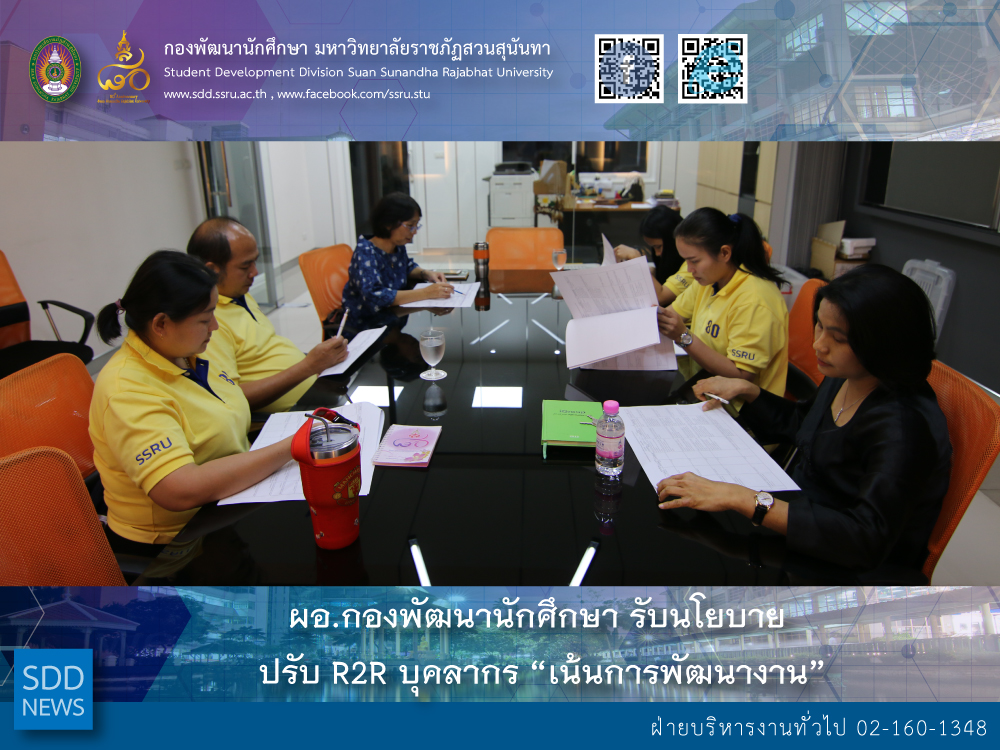 กองพัฒนานักศึกษา มหาวิทยาลัยราชภัฏสวนสุนันทา
Student Development Division Suan Sunandha Rajabhat University
www.sdd.ssru.ac.th , www.facebook.com/ssru.stu
80
SSRU
SSRU
ผอ.กองพัฒนานักศึกษา รับนโยบาย
ปรับ R2R บุคลากร “เน้นการพัฒนางาน”
SDD
NEWS
ฝ่ายบริหารงานทั่วไป 02-160-1348